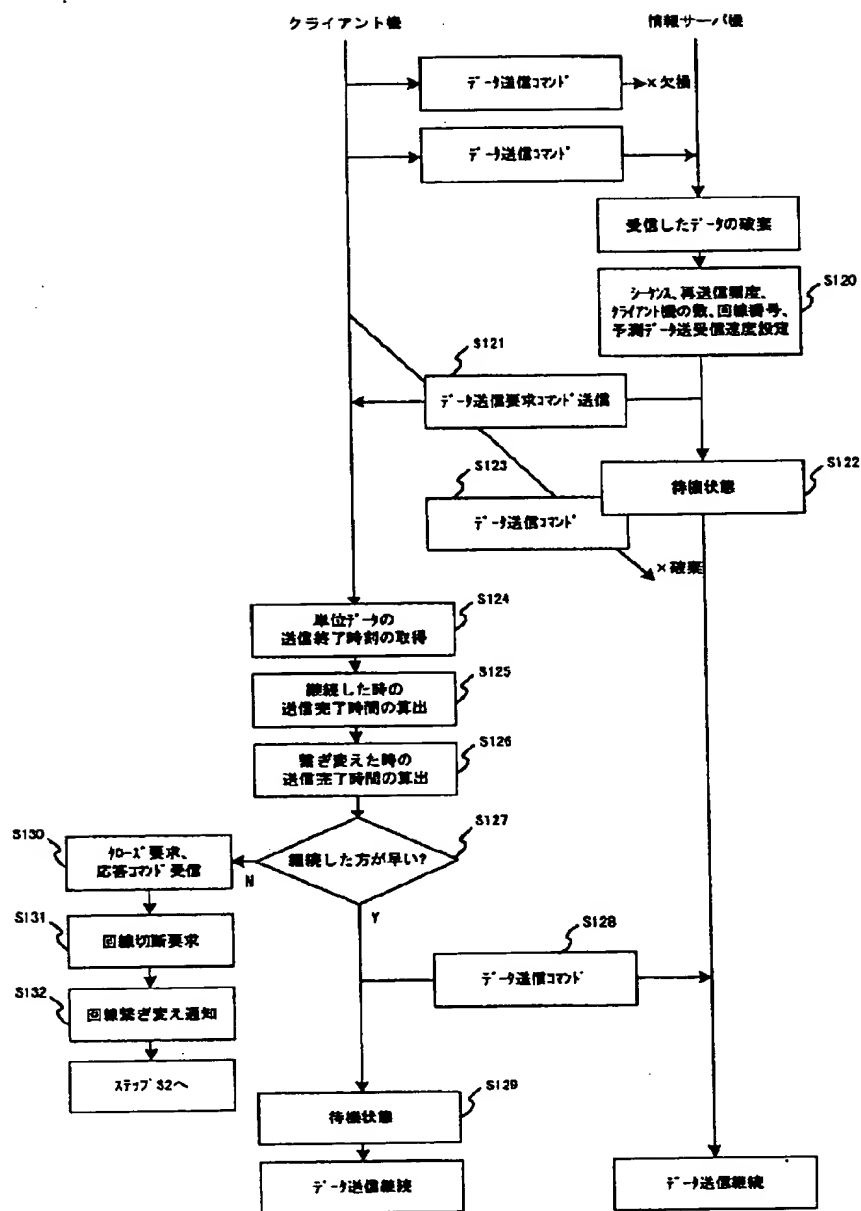 クライアント機
情報サーバ機
データ送信コマンド
×欠損
データ送信コマンド
受信したデータの破棄
S120
シーケンス、再送信頻度、
クライアント機の数、回線番号、
予測データ送受信速度設定
S121
データ送信要求コマンド送信
S122
待機状態
S123
データ送信コマンド
×破棄
S124
単位データの
送信終了時刻の取得
S125
継続した時の
送信完了時間の算出
S126
繋ぎ変えた時の
送信完了時間の算出
S127
継続した方が早い?
N
Y
S130
クローズ要求、
応答コマンド受信
S131
回線切断要求
S128
データ送信コマンド
S132
回線繋ぎ変え通知
ステップS2へ
S129
待機状態
データ送信継続
データ送信継続